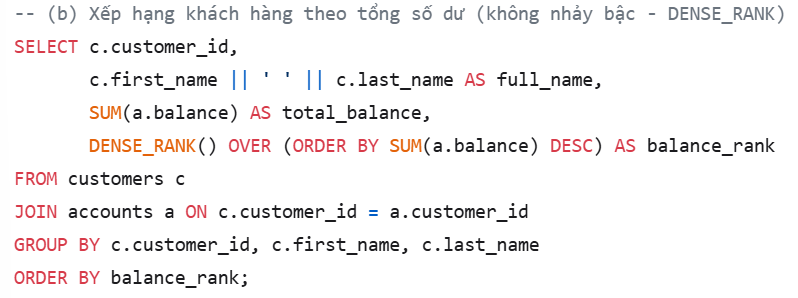 -- (b) Xếp hạng khách hàng theo tổng số dư (không nhảy bậc - DENSE_RANK)
SELECT c.customer_id,
       c.first_name || ' ' || c.last_name AS full_name,
       SUM(a.balance) AS total_balance,
       DENSE_RANK() OVER (ORDER BY SUM(a.balance) DESC) AS balance_rank
FROM customers c
JOIN accounts a ON c.customer_id = a.customer_id
GROUP BY c.customer_id, c.first_name, c.last_name
ORDER BY balance_rank;